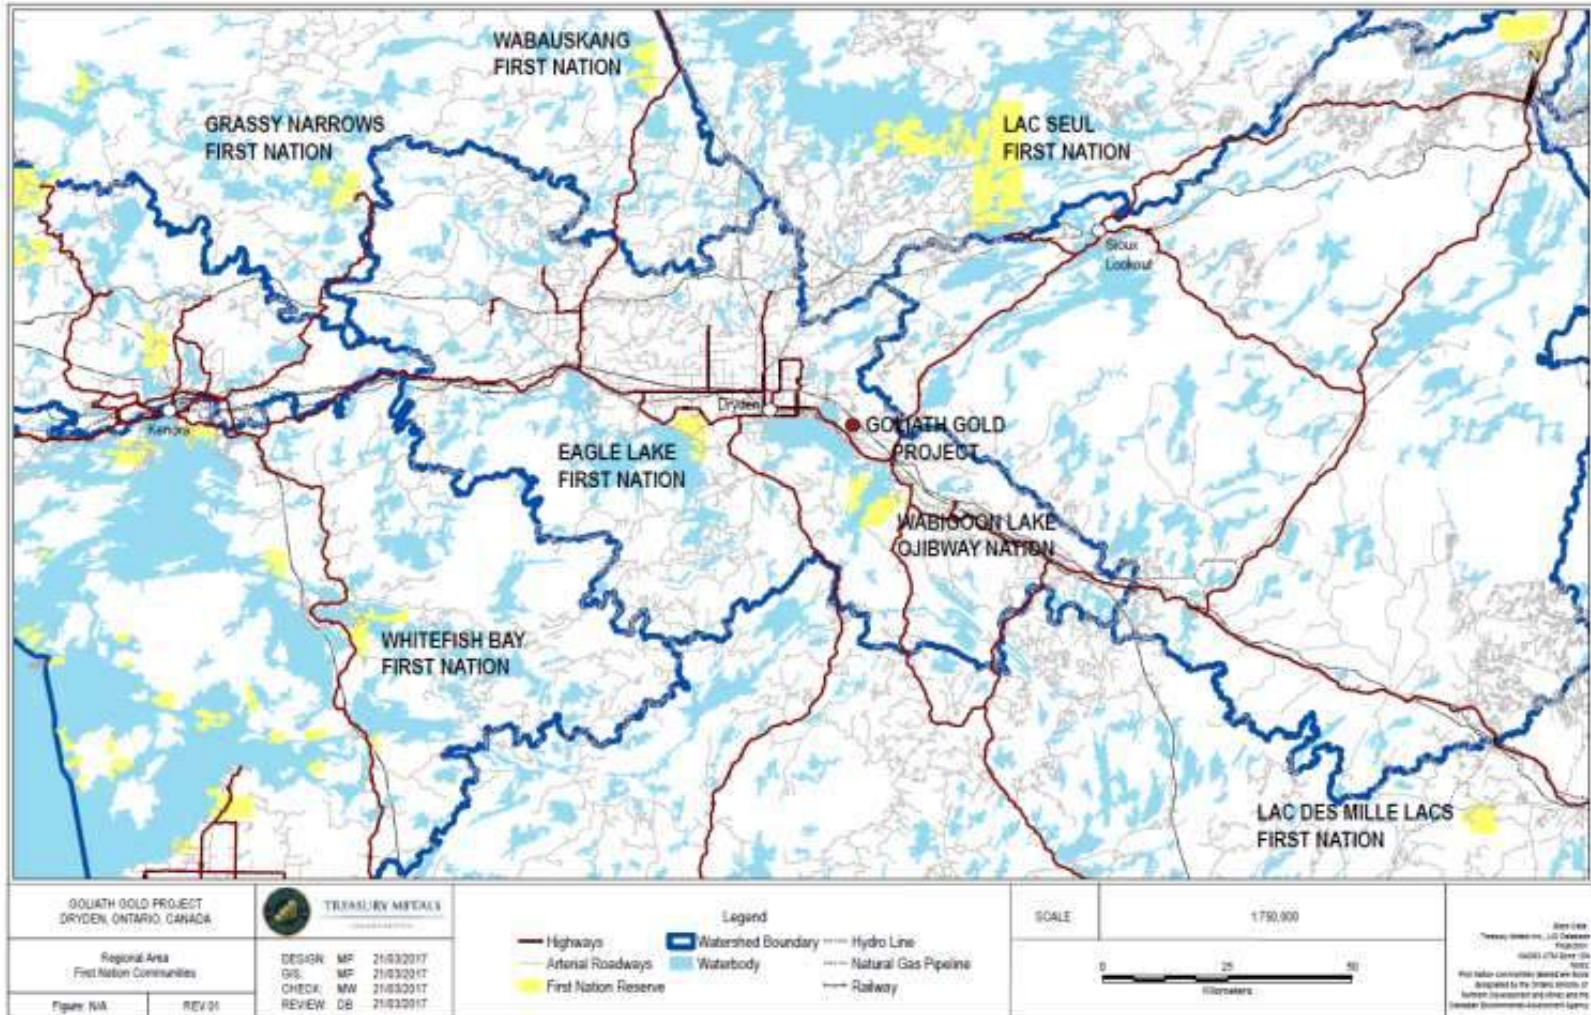 WABAUSKANG
FIRST NATION
GRASSY NARROWS
FIRST NATION
LAC SEUL
FIRST NATION
N
Sioux
Lookout
Dryden
Kenora
GOLIATH GOLD
PROJECT
EAGLE LAKE
FIRST NATION
WABIGOON LAKE
OJIBWAY NATION
WHITEFISH BAY
FIRST NATION
LAC DES MILLE LACS
FIRST NATION
GOLIATH GOLD PROJECT
DRYDEN, ONTARIO, CANADA
Regional Area
First Nation Communities
Figure: N/A
REV.01
TREASURY METALS
INCORPORATED
DESIGN: MF 21/03/2017
GIS: MF 21/03/2017
CHECK: MW 21/03/2017
REVIEW: DB 21/03/2017
Legend
Highways
Arterial Roadways
First Nation Reserve
Watershed Boundary
Waterbody
Hydro Line
Natural Gas Pipeline
Railway
SCALE
1:750,000
0 25 50
Kilometers